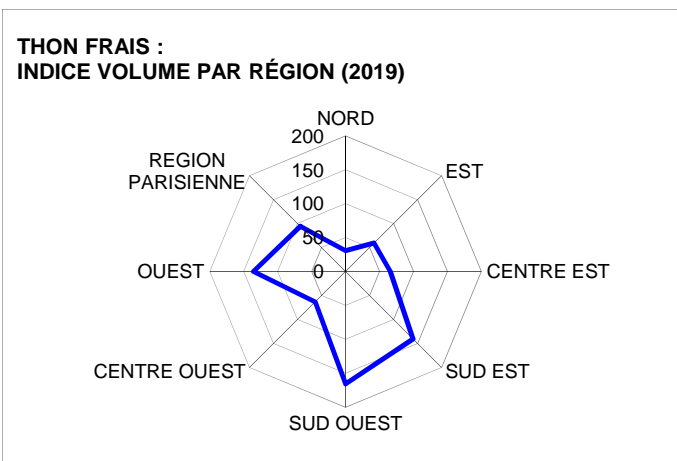 THON FRAIS :
INDICE VOLUME PAR RÉGION (2019)
NORD
200
REGION
PARISIENNE
EST
150
100
50
OUEST
0
CENTRE EST
CENTRE OUEST
SUD EST
SUD OUEST